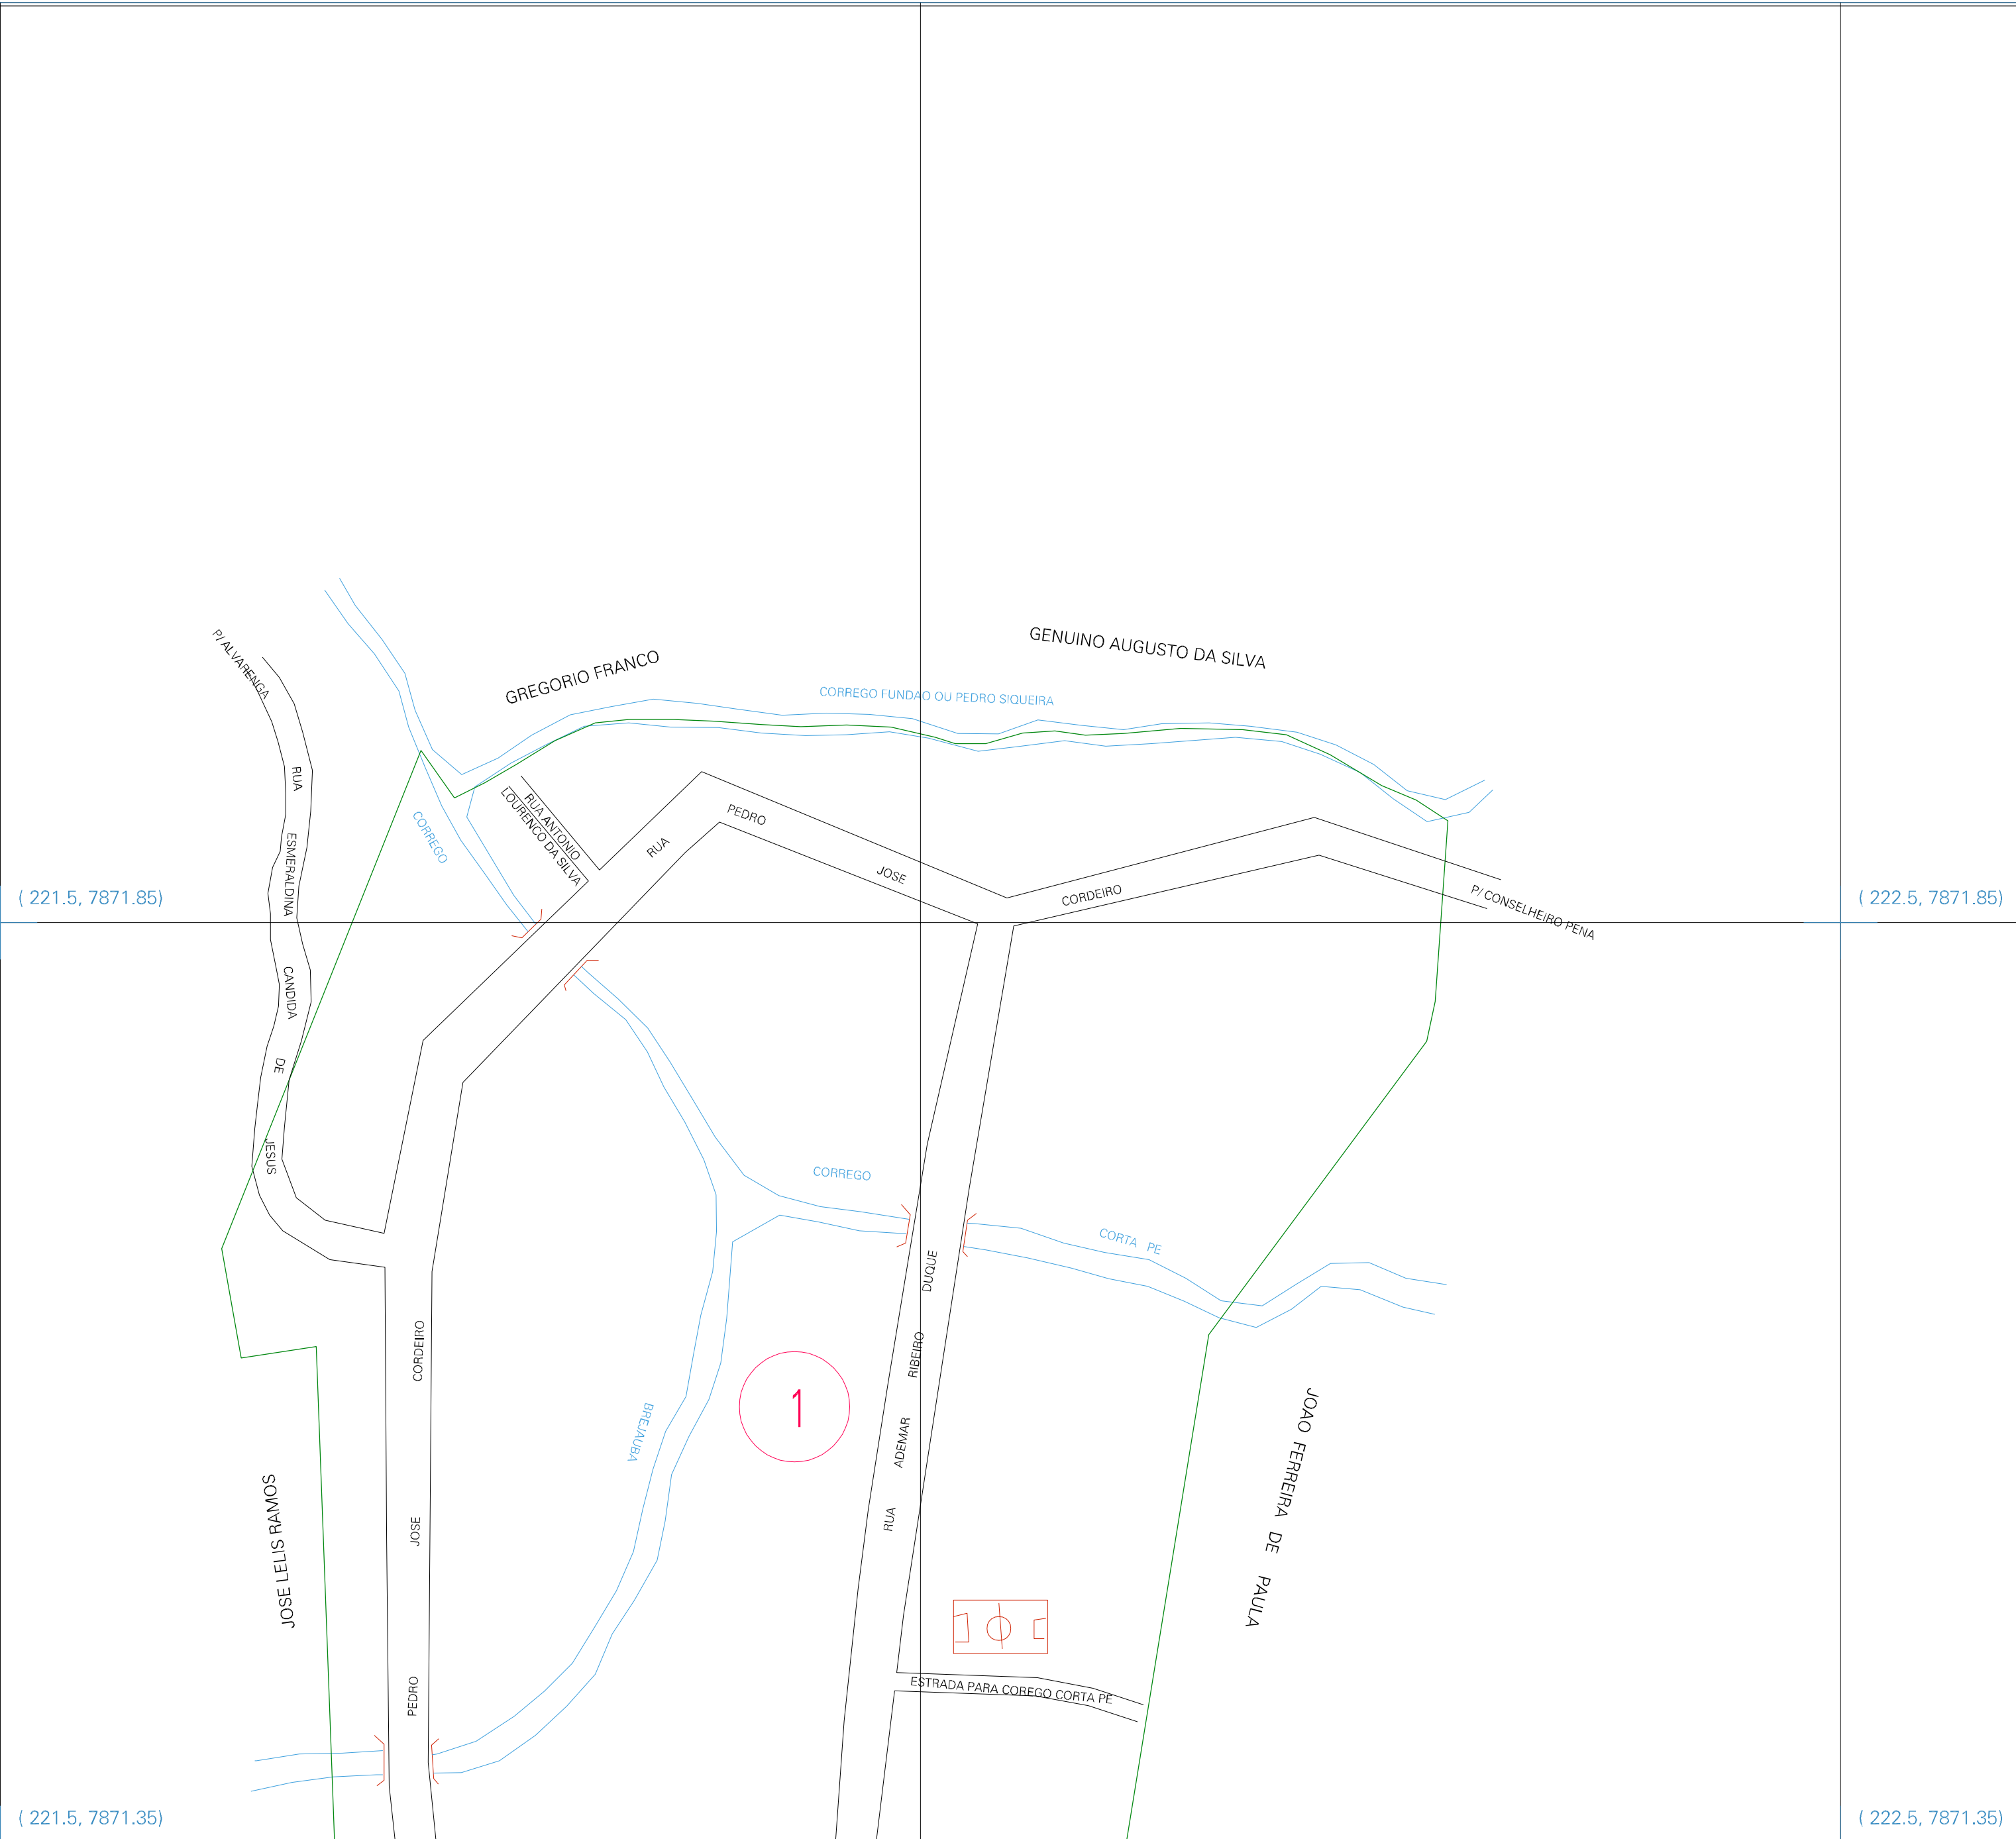 GENUINO AUGUSTO DA SILVA
GREGORIO FRANCO
P/ ALVARENGA
CORREGO FUNDAO OU PEDRO SIQUEIRA
RUA ESMERALDINA CANDIDA DE JESUS
CORREGO
RUA ANTONIO
LOURENCO DA SILVA
RUA PEDRO JOSE CORDEIRO
P/ CONSELHEIRO PENA
( 221.5, 7871.85)
( 222.5, 7871.85)
CORREGO
CORTA PE
RUA ADEMAR RIBEIRO DUQUE
PEDRO JOSE CORDEIRO
BREJAUBA
1
JOSE LELIS RAMOS
JOAO FERREIRA DE PAULA
ESTRADA PARA COREGO CORTA PE
( 221.5, 7871.35)
( 222.5, 7871.35)